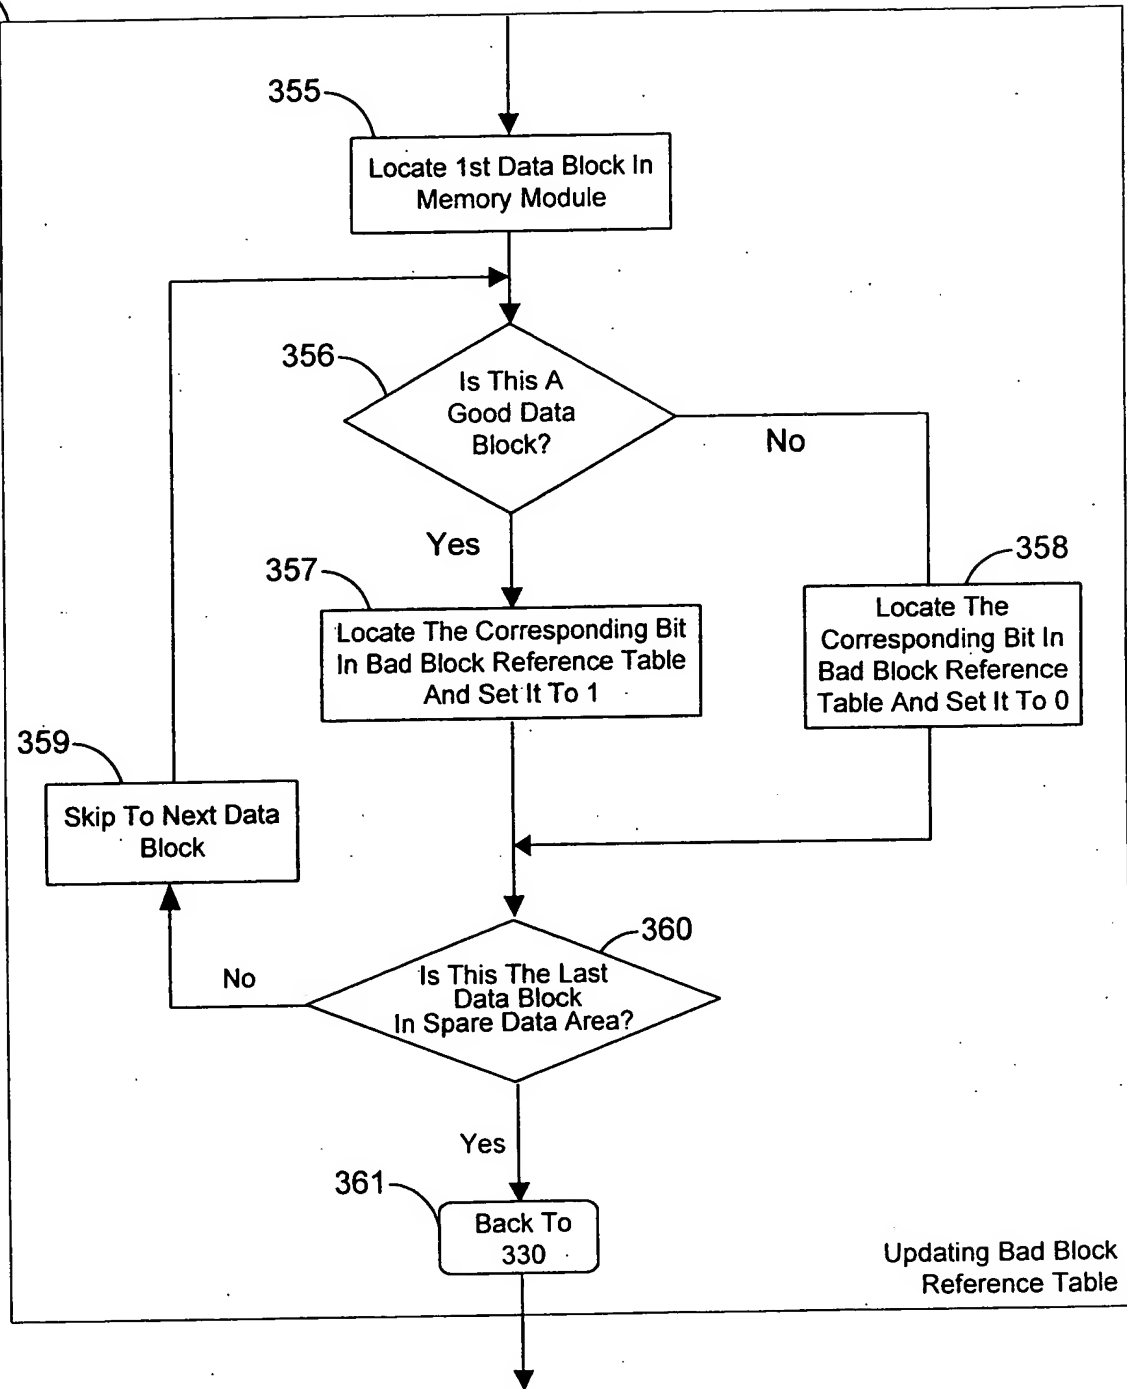 355
Locate 1st Data Block In
Memory Module
356
Is This A
Good Data
Block?
No
Yes
357
Locate The Corresponding Bit
In Bad Block Reference Table
And Set It To 1
358
Locate The
Corresponding Bit In
Bad Block Reference
Table And Set It To 0
359
Skip To Next Data
Block
360
Is This The Last
Data Block
In Spare Data Area?
No
Yes
361
Back To
330
Updating Bad Block
Reference Table